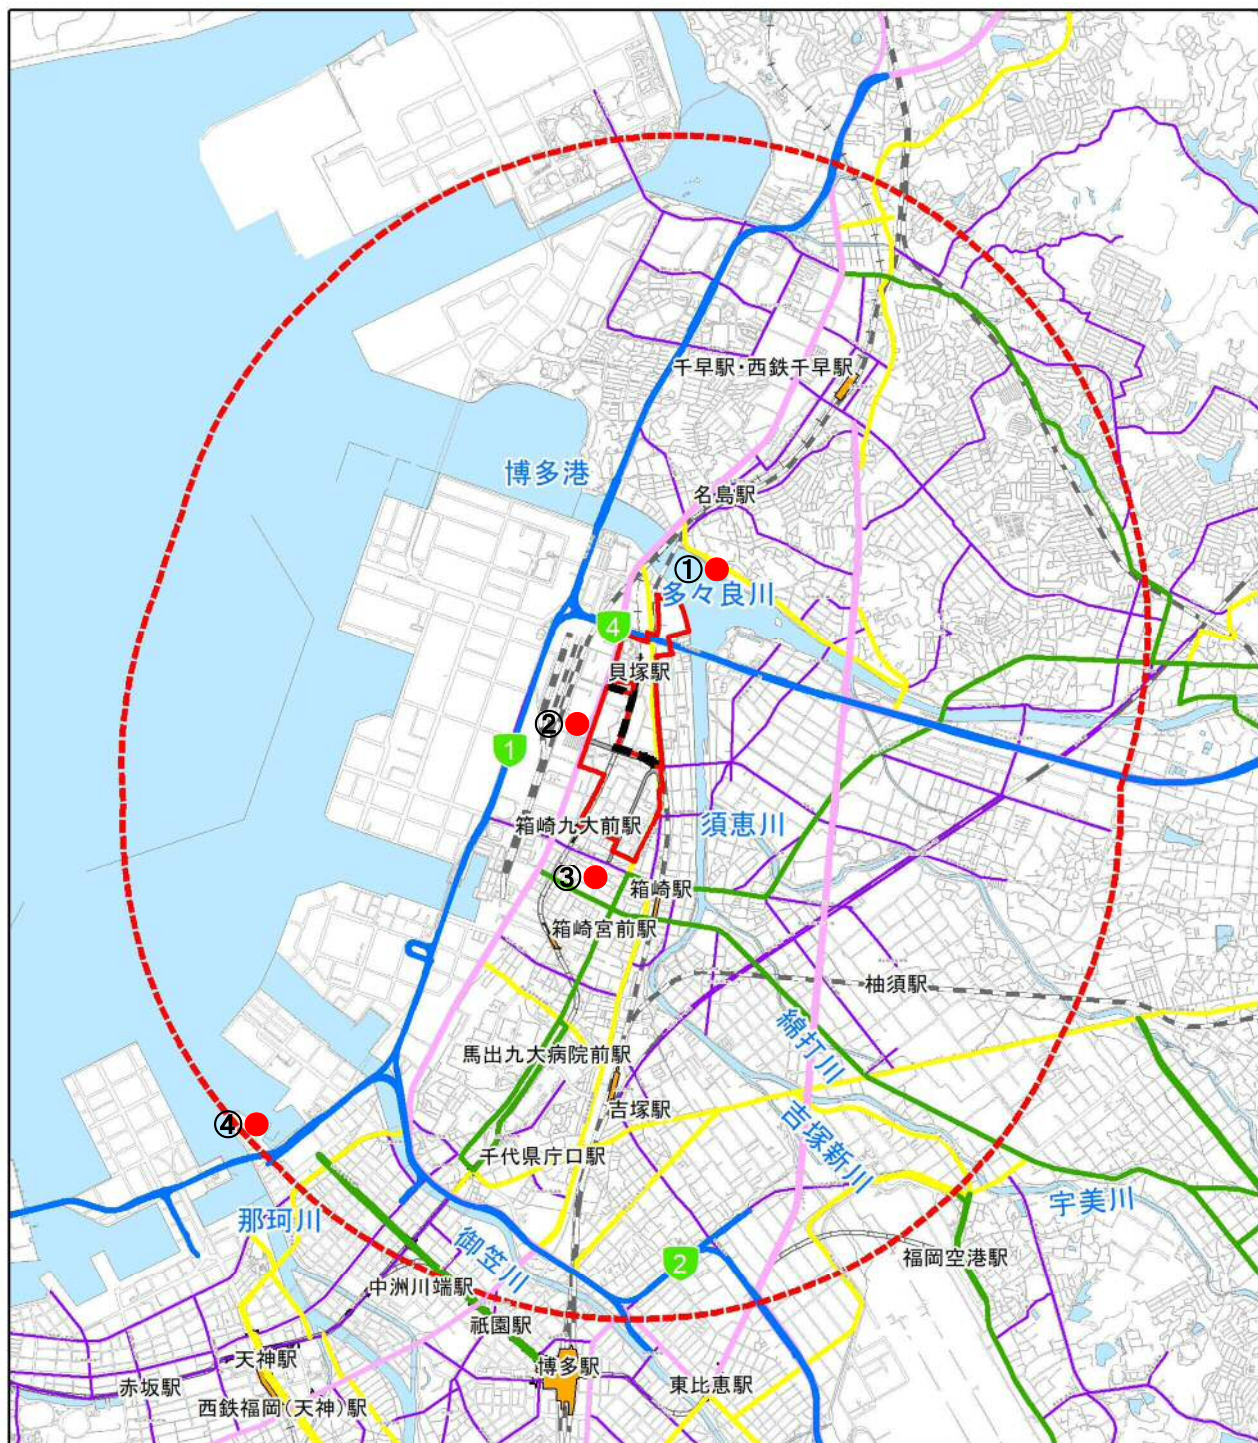 千早駅・西鉄千早駅
博多港
名島駅
①
多々良川
4
貝塚駅
②
1
箱崎九大前駅
須恵川
③
箱崎駅
箱崎宮前駅
柚須駅
綿打川
馬出九大病院前駅
吉塚駅
吉塚新川
④
千代県庁口駅
宇美川
那珂川
御笠川
2
福岡空港駅
中洲川端駅
祇園駅
天神駅
博多駅
赤坂駅
東比恵駅
西鉄福岡(天神)駅